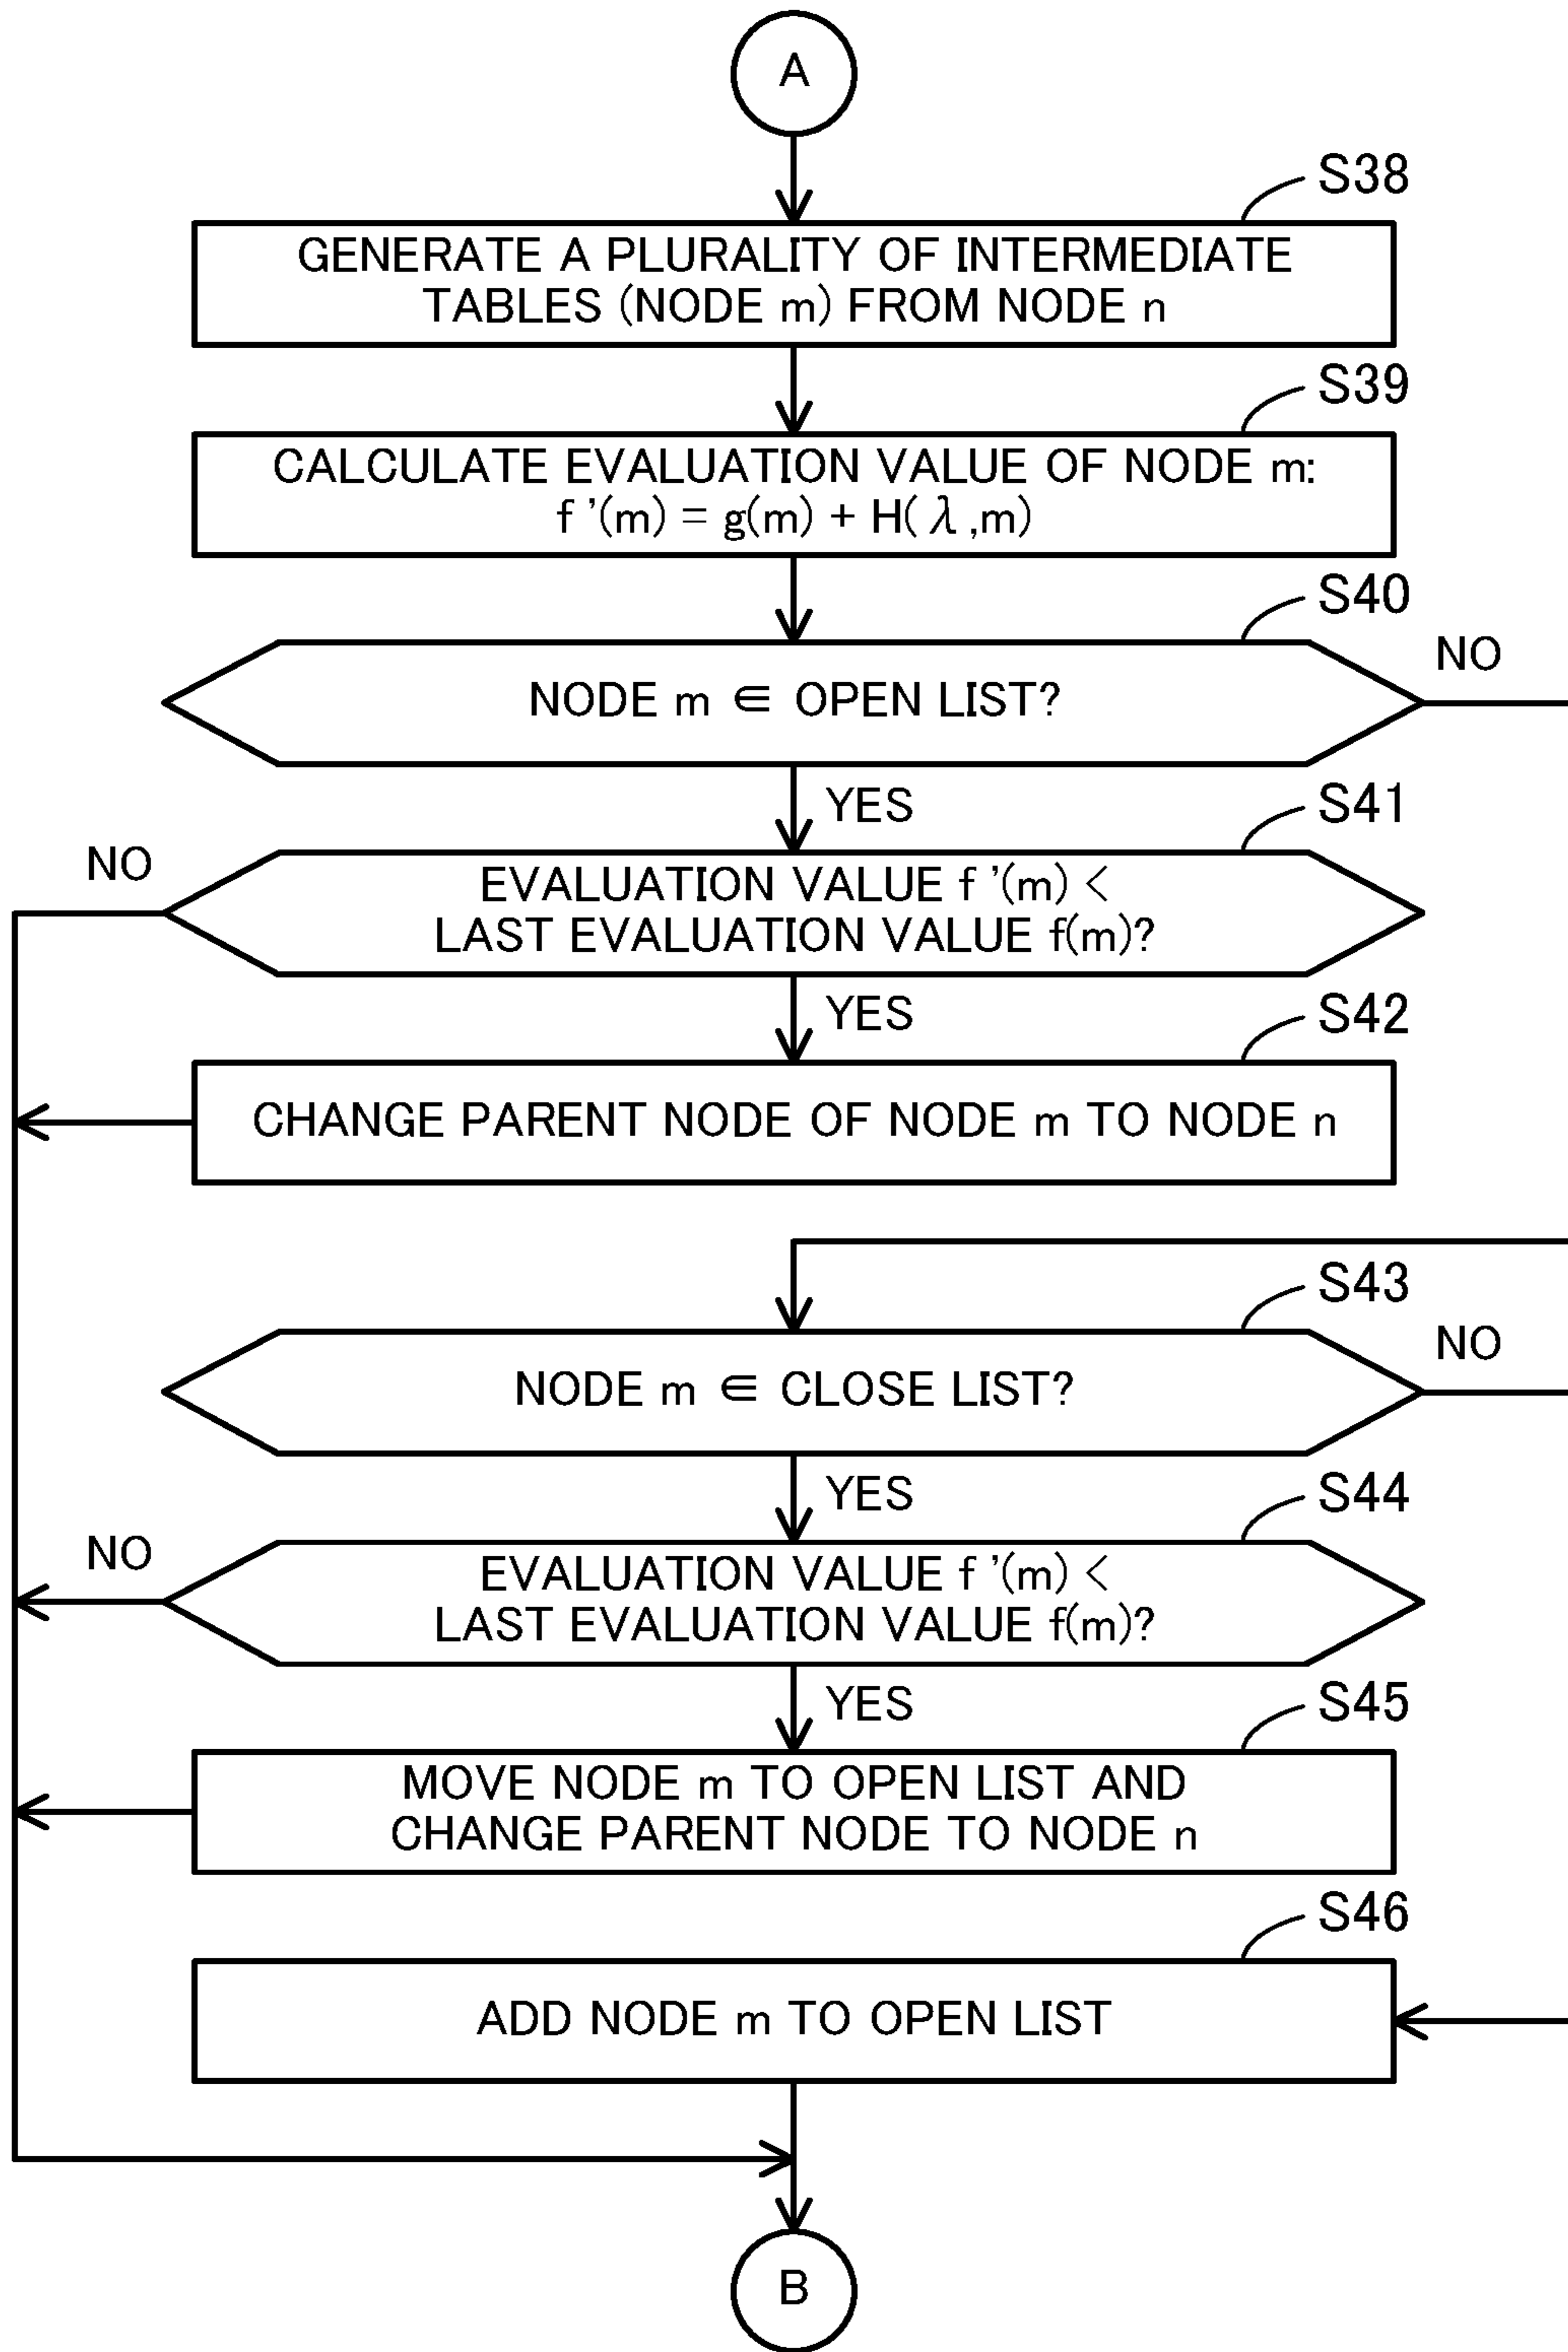 A
S38
GENERATE A PLURALITY OF INTERMEDIATE
TABLES (NODE m) FROM NODE n
S39
CALCULATE EVALUATION VALUE OF NODE m:
f '(m) = g(m) + H( λ ,m)
S40
NODE m ∈ OPEN LIST?
NO
YES
S41
EVALUATION VALUE f '(m) <
LAST EVALUATION VALUE f(m)?
NO
YES
S42
CHANGE PARENT NODE OF NODE m TO NODE n
S43
NODE m ∈ CLOSE LIST?
NO
YES
S44
EVALUATION VALUE f '(m) <
LAST EVALUATION VALUE f(m)?
NO
YES
S45
MOVE NODE m TO OPEN LIST AND
CHANGE PARENT NODE TO NODE n
S46
ADD NODE m TO OPEN LIST
B